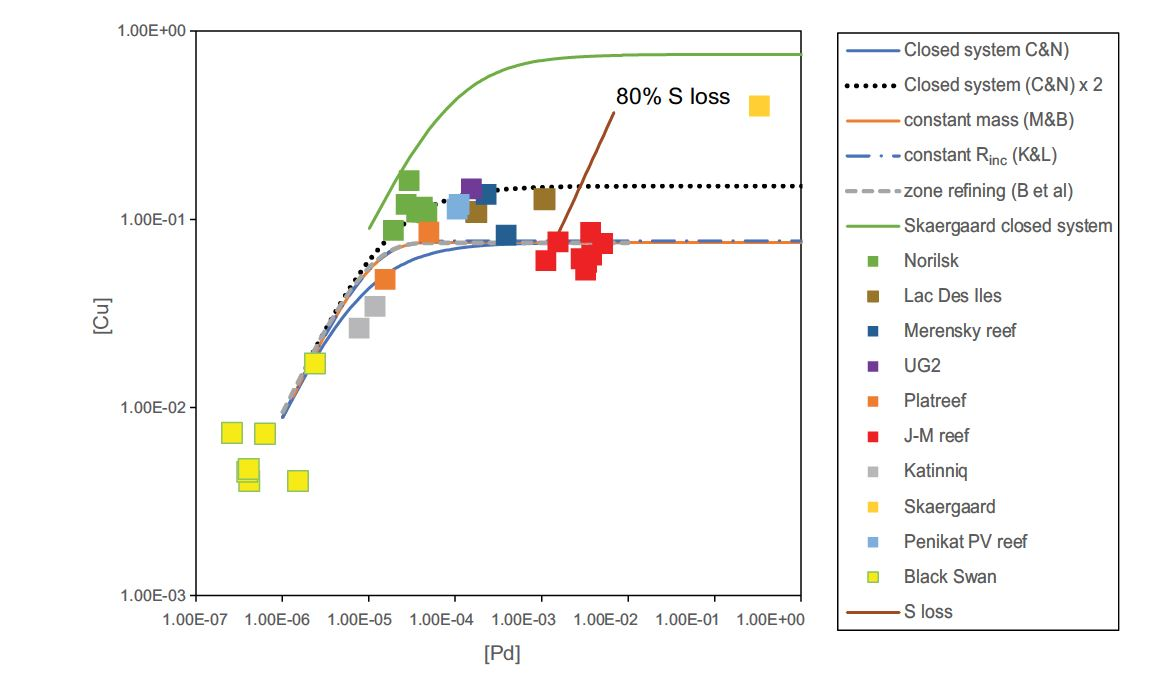 1.00E+00
1.00E-01
1.00E-02
1.00E-03
[Cu]
80% S loss
1.00E-07 1.00E-06 1.00E-05 1.00E-04 1.00E-03 1.00E-02 1.00E-01 1.00E+00
[Pd]
Closed system C&N)
Closed system (C&N) x 2
constant mass (M&B)
constant Rinc (K&L)
zone refining (B et al)
Skaergaard closed system
Norilsk
Lac Des Iles
Merensky reef
UG2
Platreef
J-M reef
Katinniq
Skaergaard
Penikat PV reef
Black Swan
S loss